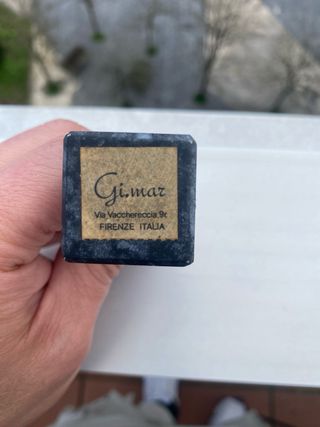 Gi.mar
Via Vacchereccia,9r
FIRENZE ITALIA